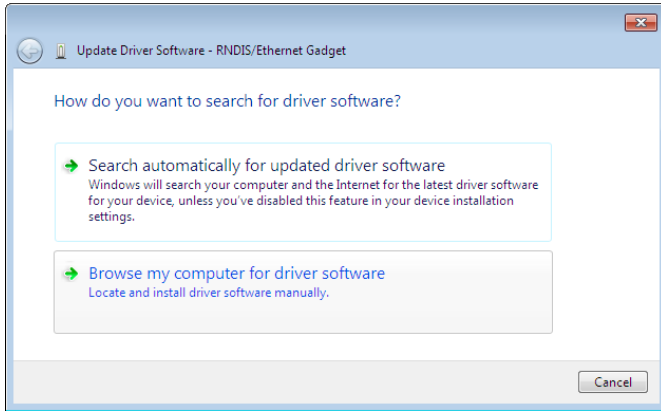 Update Driver Software - RNDIS/Ethernet Gadget
How do you want to search for driver software?
Search automatically for updated driver software
Windows will search your computer and the Internet for the latest driver software
for your device, unless you've disabled this feature in your device installation
settings.
Browse my computer for driver software
Locate and install driver software manually.
Cancel